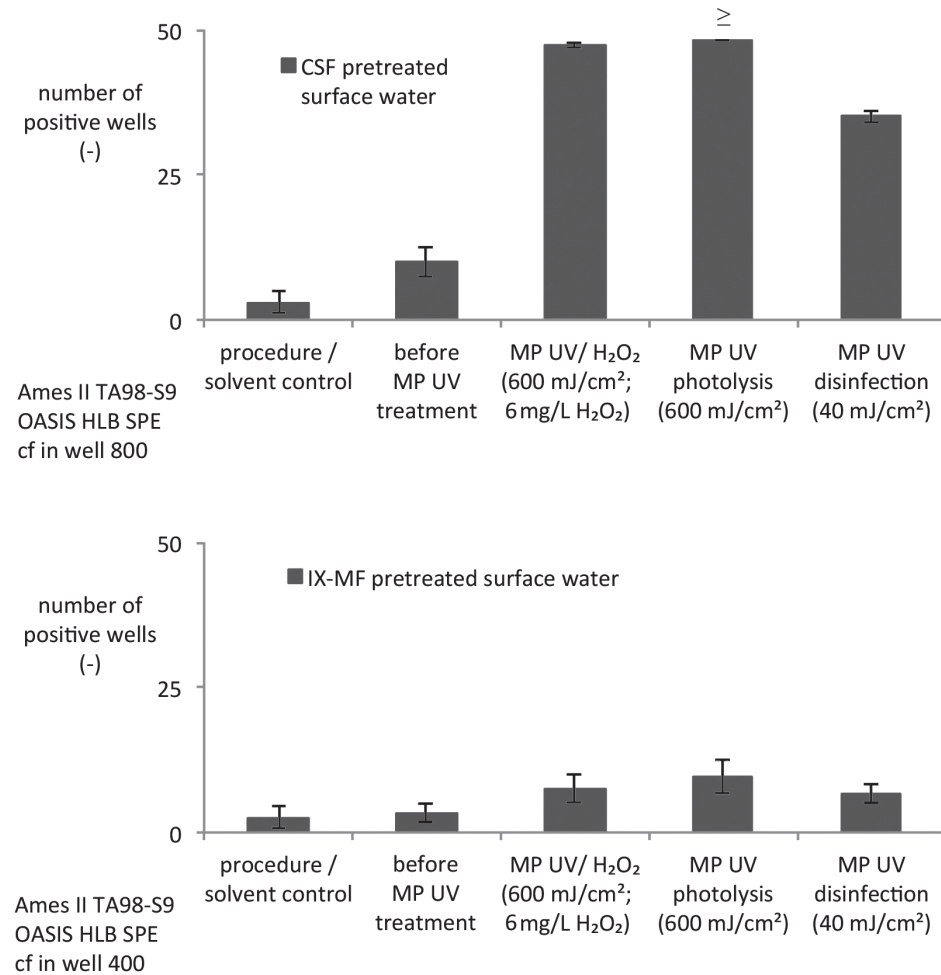 ≥
50
CSF pretreated
surface water
number of
positive wells
(-)
25
0
procedure /
solvent control
before
MP UV
treatment
MP UV/ H₂O₂
(600 mJ/cm²;
6 mg/L H₂O₂)
MP UV
photolysis
(600 mJ/cm²)
MP UV
disinfection
(40 mJ/cm²)
Ames II TA98-S9
OASIS HLB SPE
cf in well 800
50
IX-MF pretreated surface water
number of
positive wells
(-)
25
0
procedure /
solvent control
before
MP UV
treatment
MP UV/ H₂O₂
(600 mJ/cm²;
6 mg/L H₂O₂)
MP UV
photolysis
(600 mJ/cm²)
MP UV
disinfection
(40 mJ/cm²)
Ames II TA98-S9
OASIS HLB SPE
cf in well 400